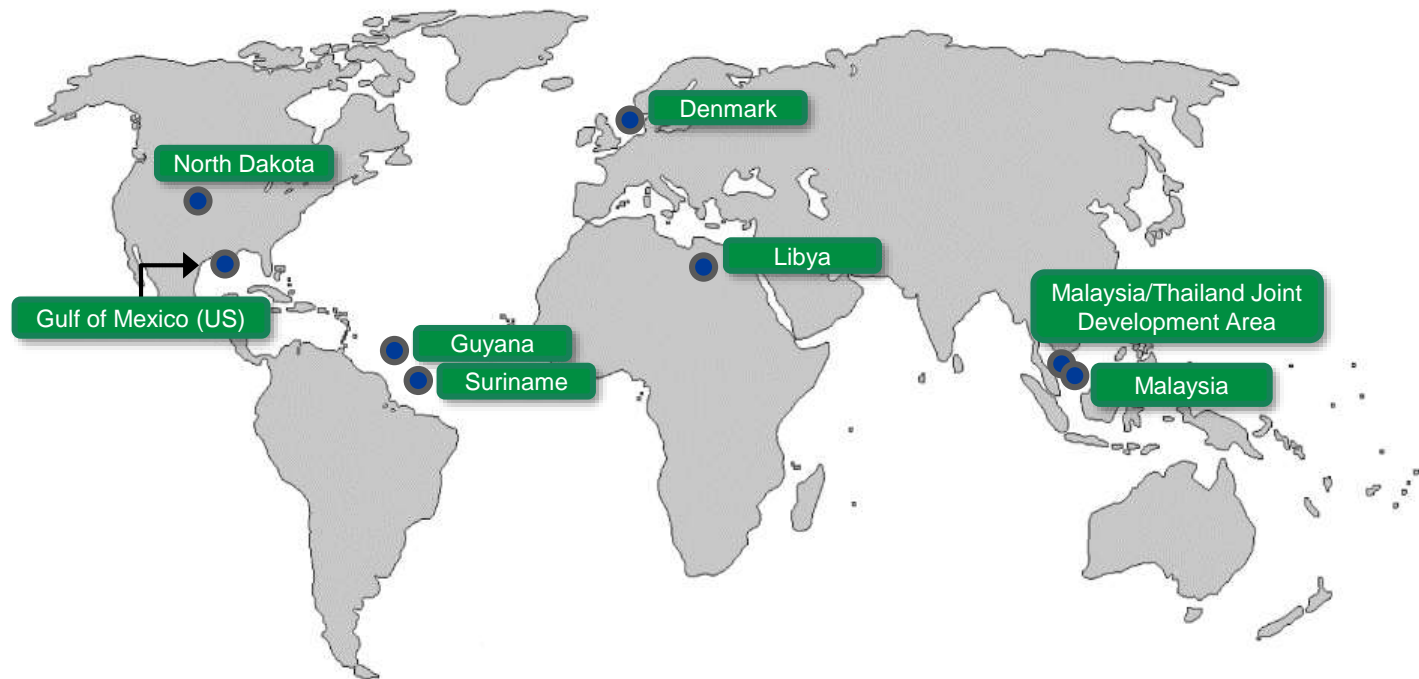 Denmark
North Dakota
Libya
Malaysia/Thailand Joint
Development Area
Gulf of Mexico (US)
Guyana
Suriname
Malaysia